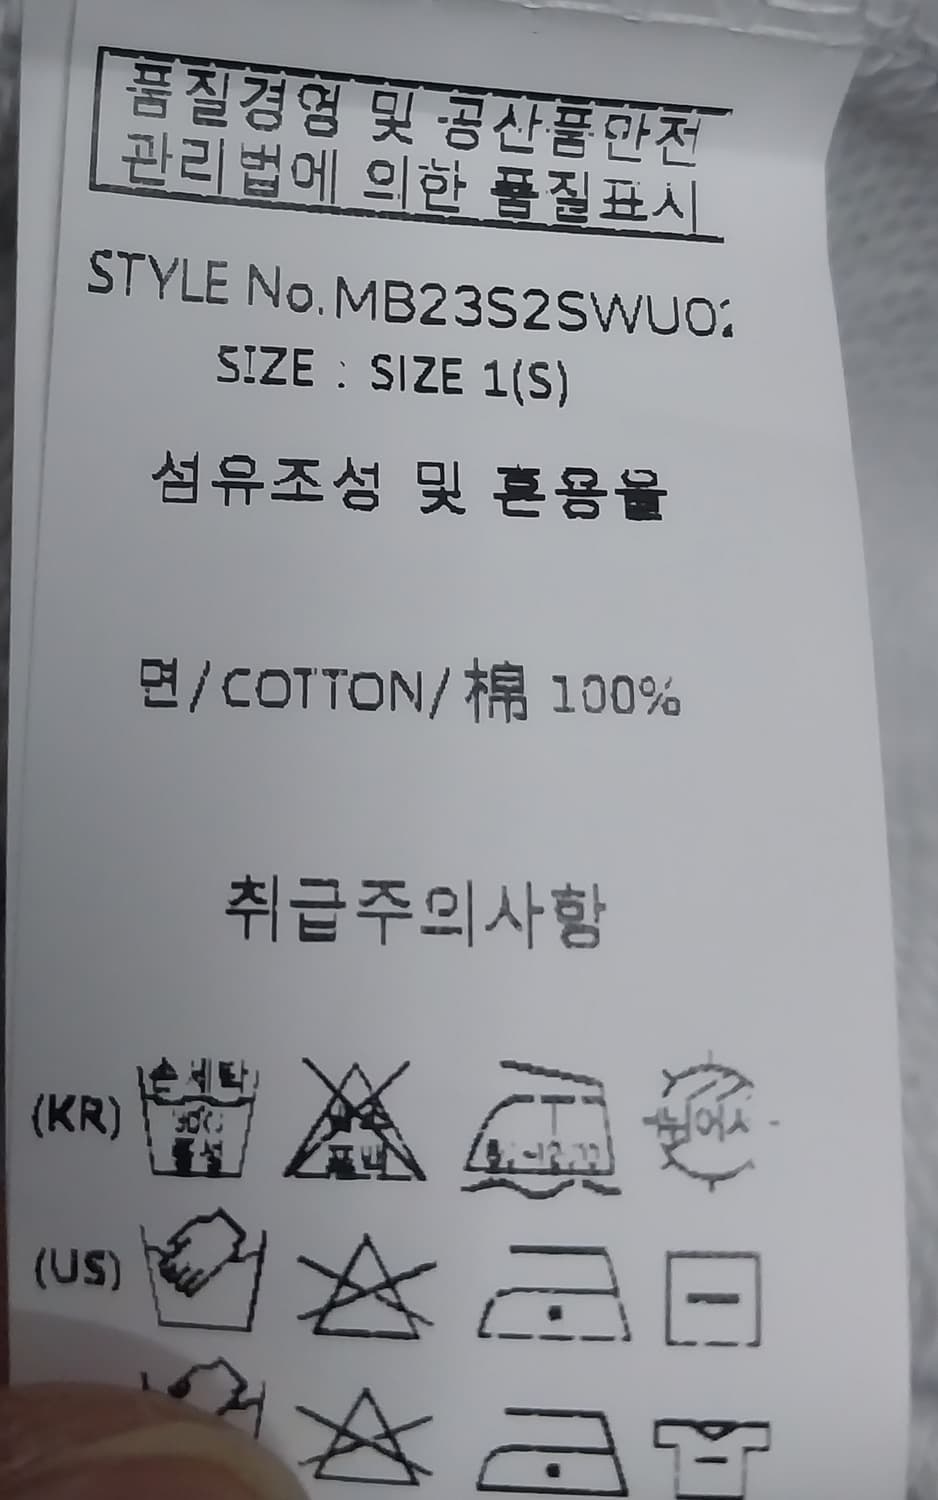 품질경영 및 공산품안전
관리법에 의한 품질표시
STYLE No.MB23S2SWU02
SIZE : SIZE 1(S)
섬유조성 및 혼용율
면/COTTON/棉 100%
취급주의사항
(KR)
손세탁
30℃
중성
표백
(US)